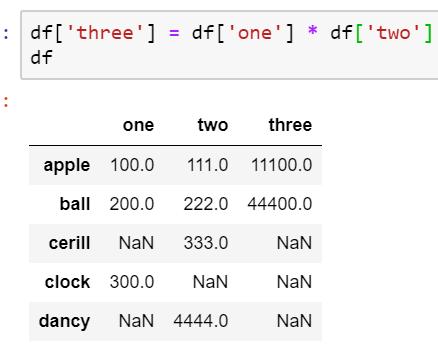 : df['three'] = df['one'] * df['two']
df
:
one two three
apple 100.0 111.0 11100.0
ball 200.0 222.0 44400.0
cerill NaN 333.0 NaN
clock 300.0 NaN NaN
dancy NaN 4444.0 NaN